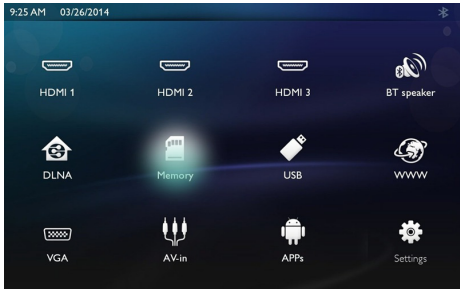 9:25 AM 03/26/2014
HDMI 1 HDMI 2 HDMI 3 BT speaker
DLNA Memory USB WWW
VGA AV-in APPs Settings